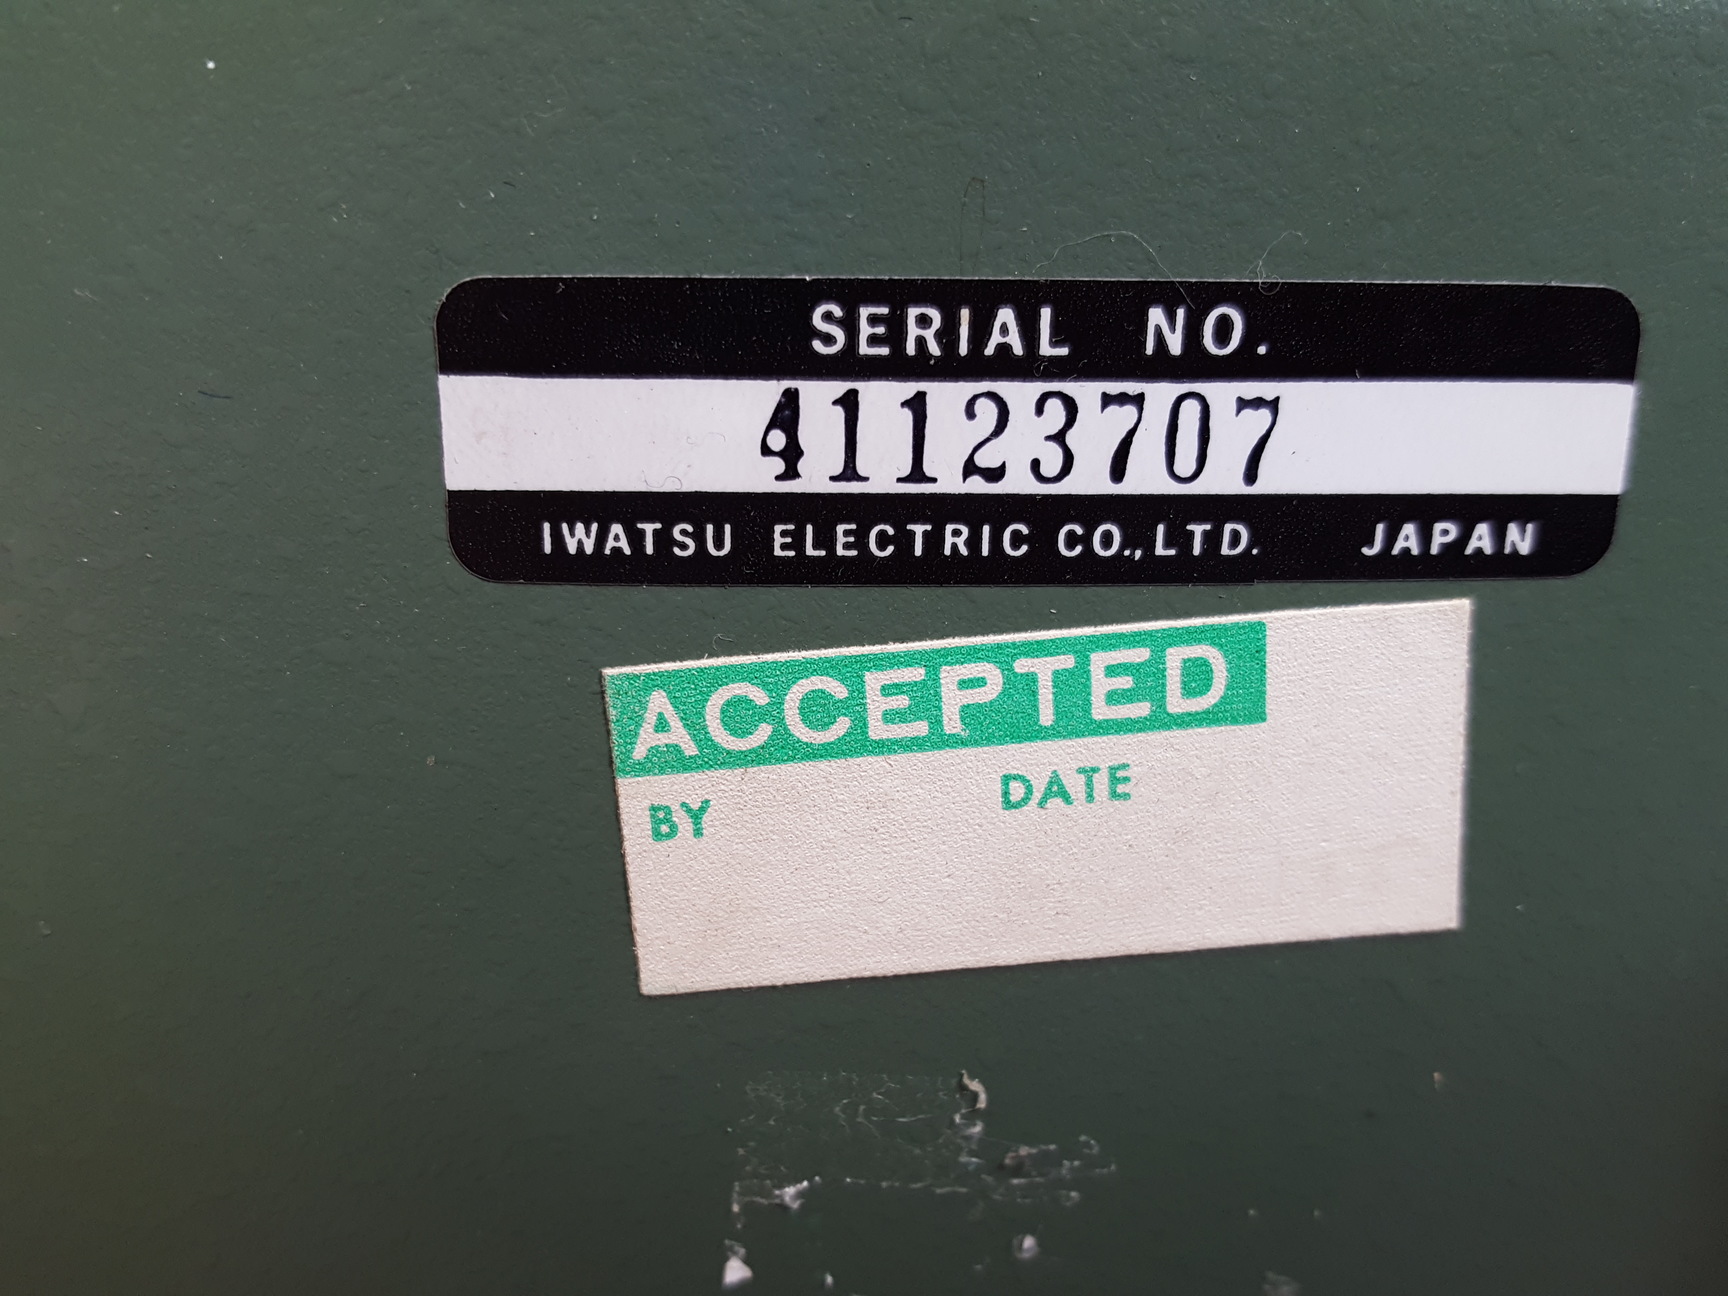 SERIAL NO.
41123707
IWATSU ELECTRIC CO.,LTD. JAPAN
ACCEPTED
BY DATE